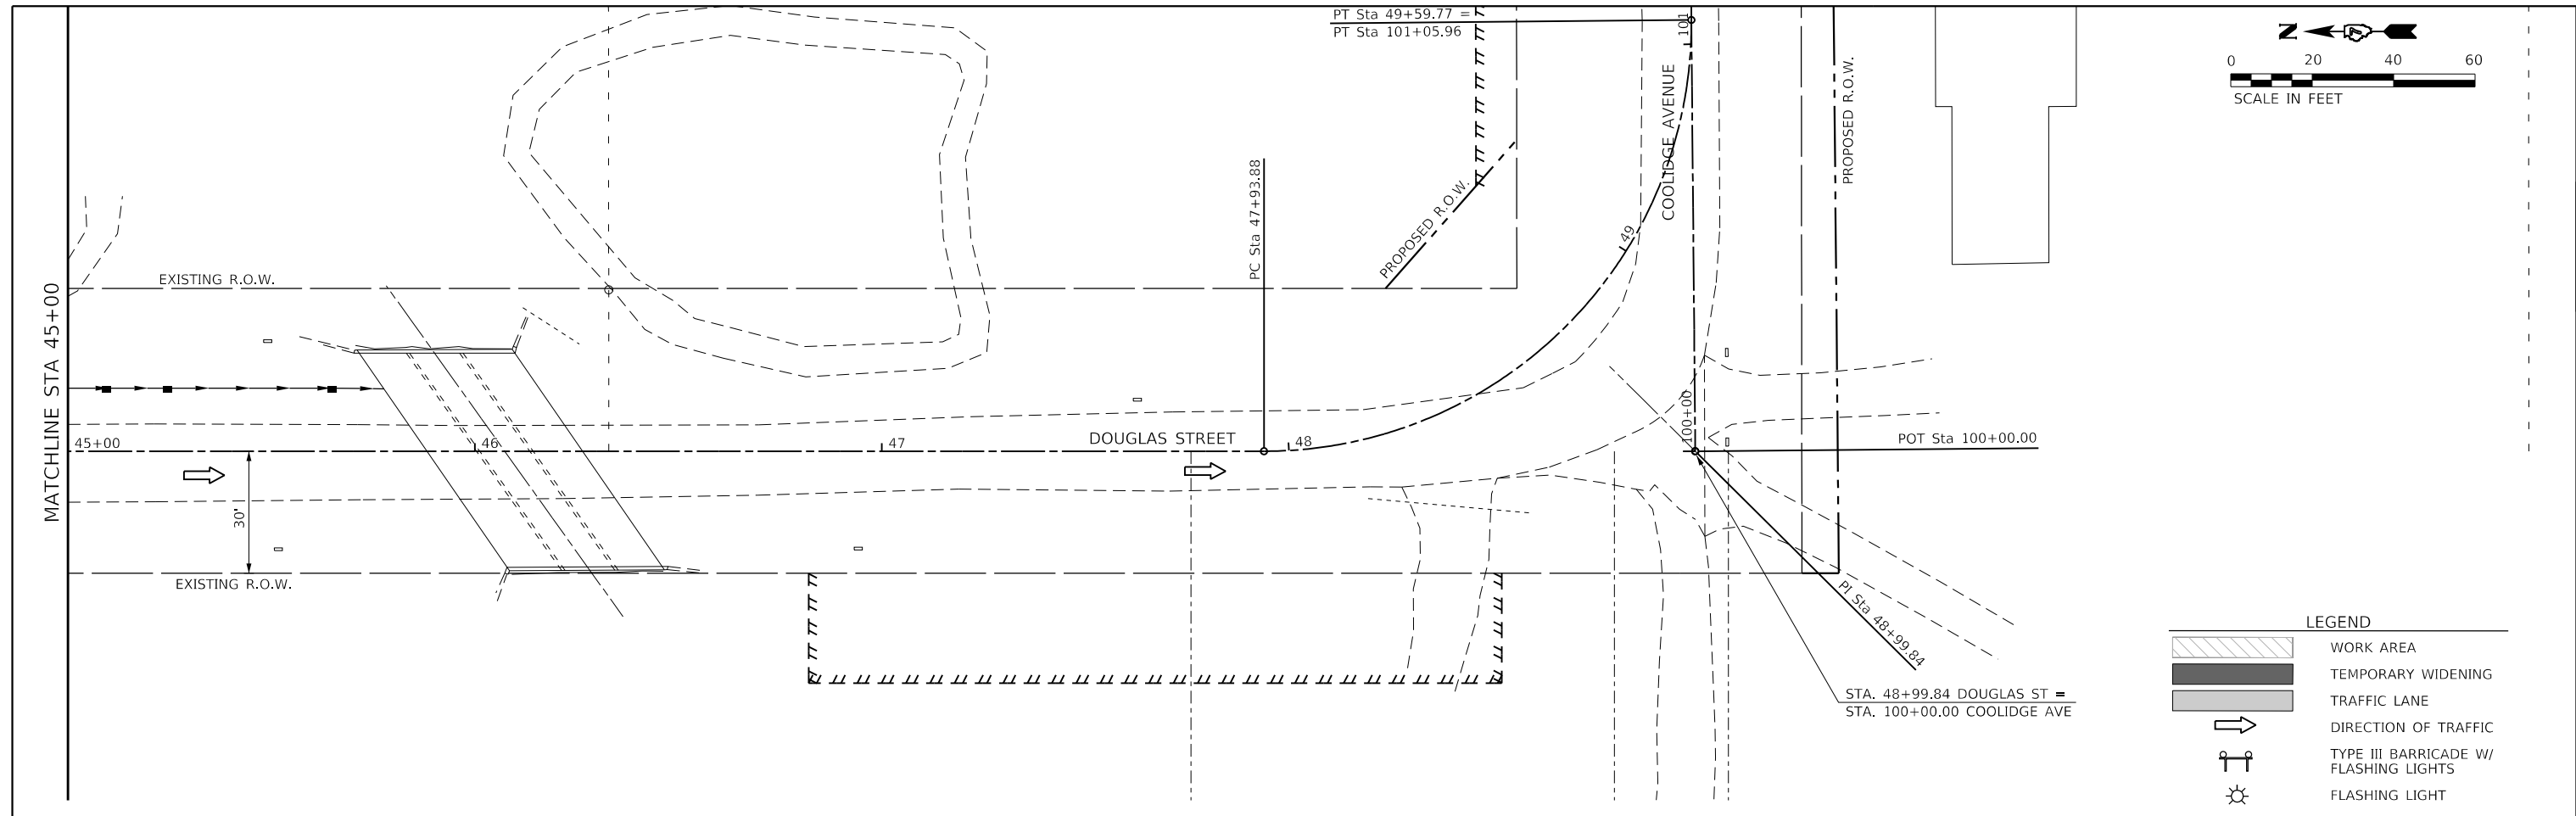 PT Sta 49+59.77 =
PT Sta 101+05.96
101
N
0 20 40 60
SCALE IN FEET
COOLIDGE AVENUE
PROPOSED R.O.W.
PC Sta 47+93.88
PROPOSED R.O.W.
49
EXISTING R.O.W.
MATCHLINE STA 45+00
45+00
46
47
DOUGLAS STREET
48
100+00
POT Sta 100+00.00
30'
EXISTING R.O.W.
PI Sta 48+99.84
STA. 48+99.84 DOUGLAS ST =
STA. 100+00.00 COOLIDGE AVE
LEGEND
WORK AREA
TEMPORARY WIDENING
TRAFFIC LANE
DIRECTION OF TRAFFIC
TYPE III BARRICADE W/
FLASHING LIGHTS
FLASHING LIGHT